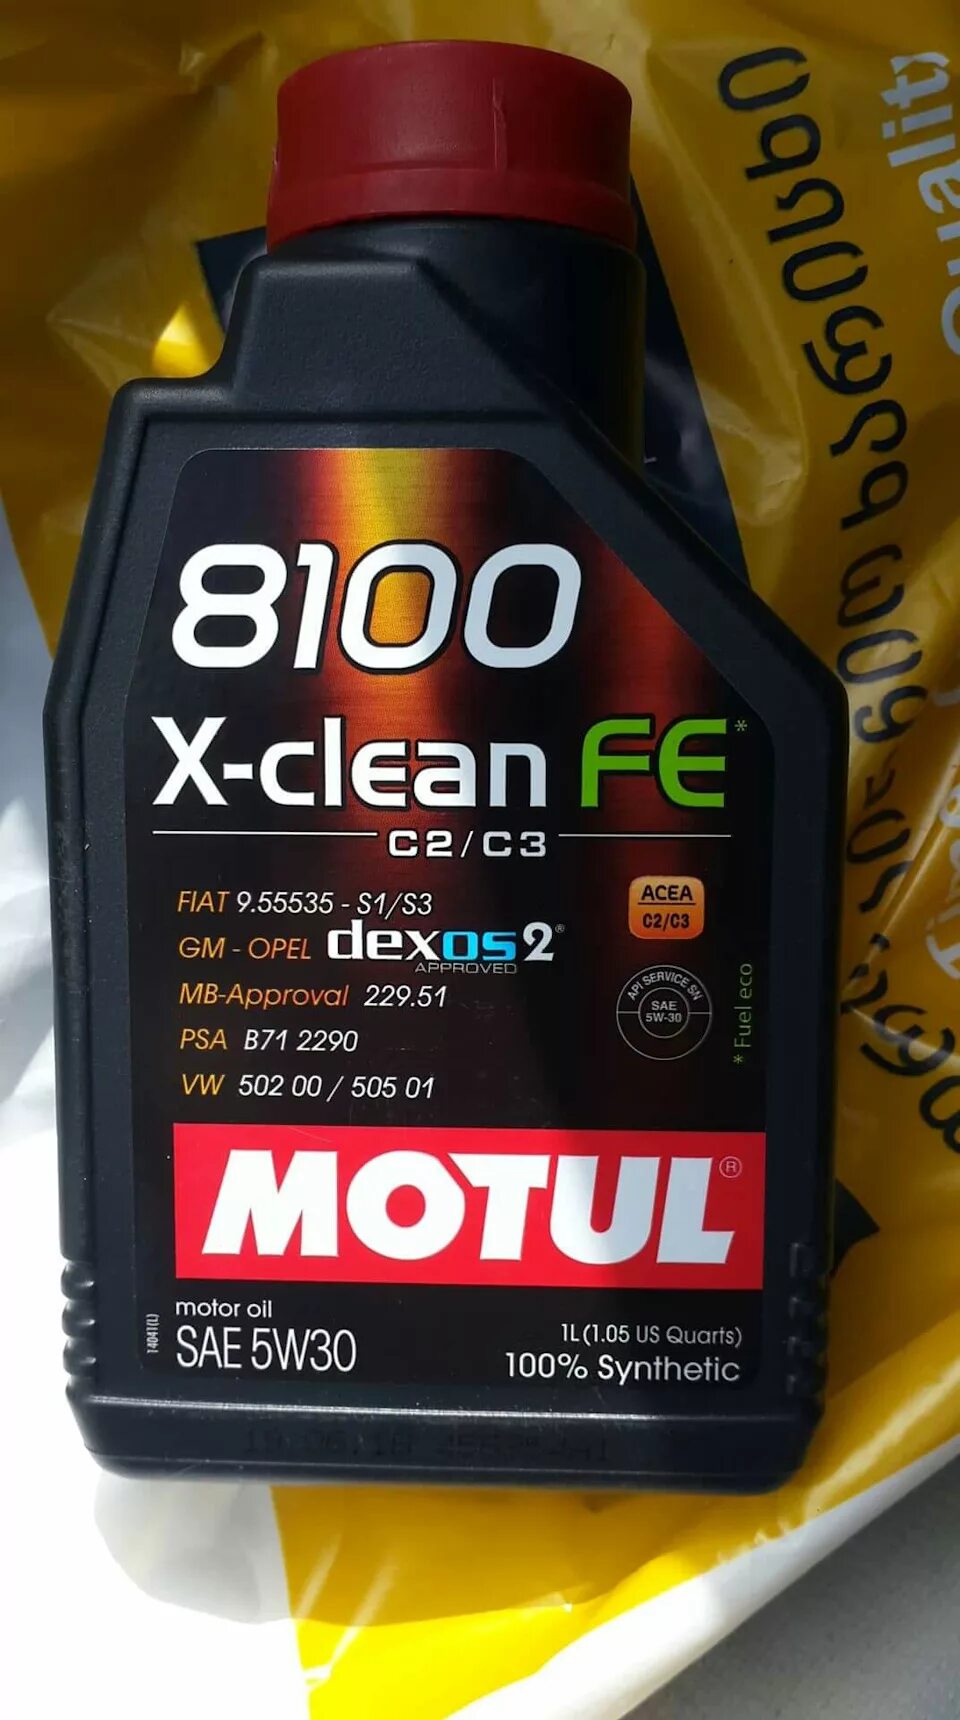 8100
X-clean FE*
C2/C3
FIAT 9.55535 - S1/S3
GM - OPEL dexos2®
APPROVED
MB-Approval 229.51
PSA B71 2290
VW 502 00 / 505 01
ACEA
C2/C3
API SERVICE SN
SAE
5W-30
* Fuel eco
MOTUL®
motor oil
SAE 5W30
1L (1.05 US Quarts)
100% Synthetic
14041(L)